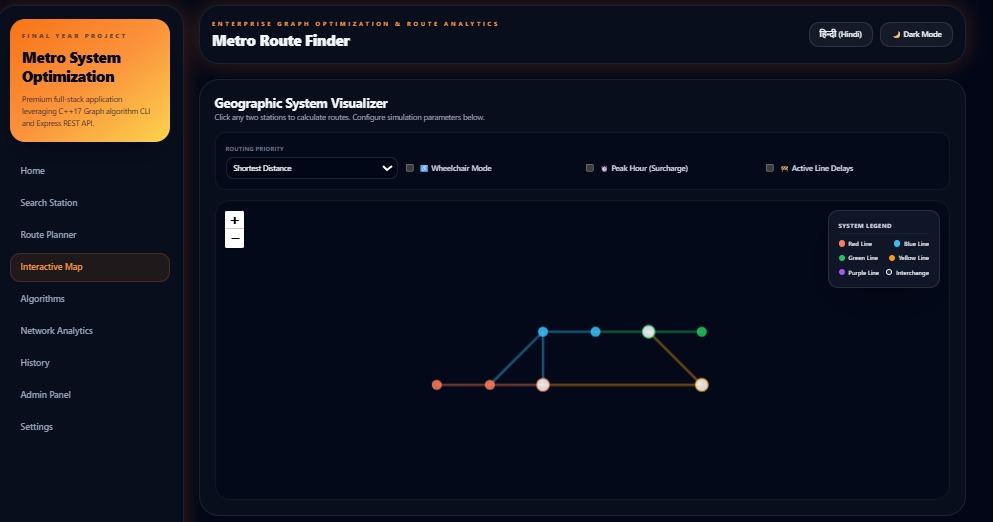 FINAL YEAR PROJECT
Metro System
Optimization
Premium full-stack application
leveraging C++17 Graph algorithm CLI
and Express REST API.
Home
Search Station
Route Planner
Interactive Map
Algorithms
Network Analytics
History
Admin Panel
Settings
ENTERPRISE GRAPH OPTIMIZATION & ROUTE ANALYTICS
Metro Route Finder
हिन्दी (Hindi)
🌙 Dark Mode
Geographic System Visualizer
Click any two stations to calculate routes. Configure simulation parameters below.
ROUTING PRIORITY
Shortest Distance
♿ Wheelchair Mode
⏰ Peak Hour (Surcharge)
🚧 Active Line Delays
+
−
SYSTEM LEGEND
Red Line
Blue Line
Green Line
Yellow Line
Purple Line
Interchange